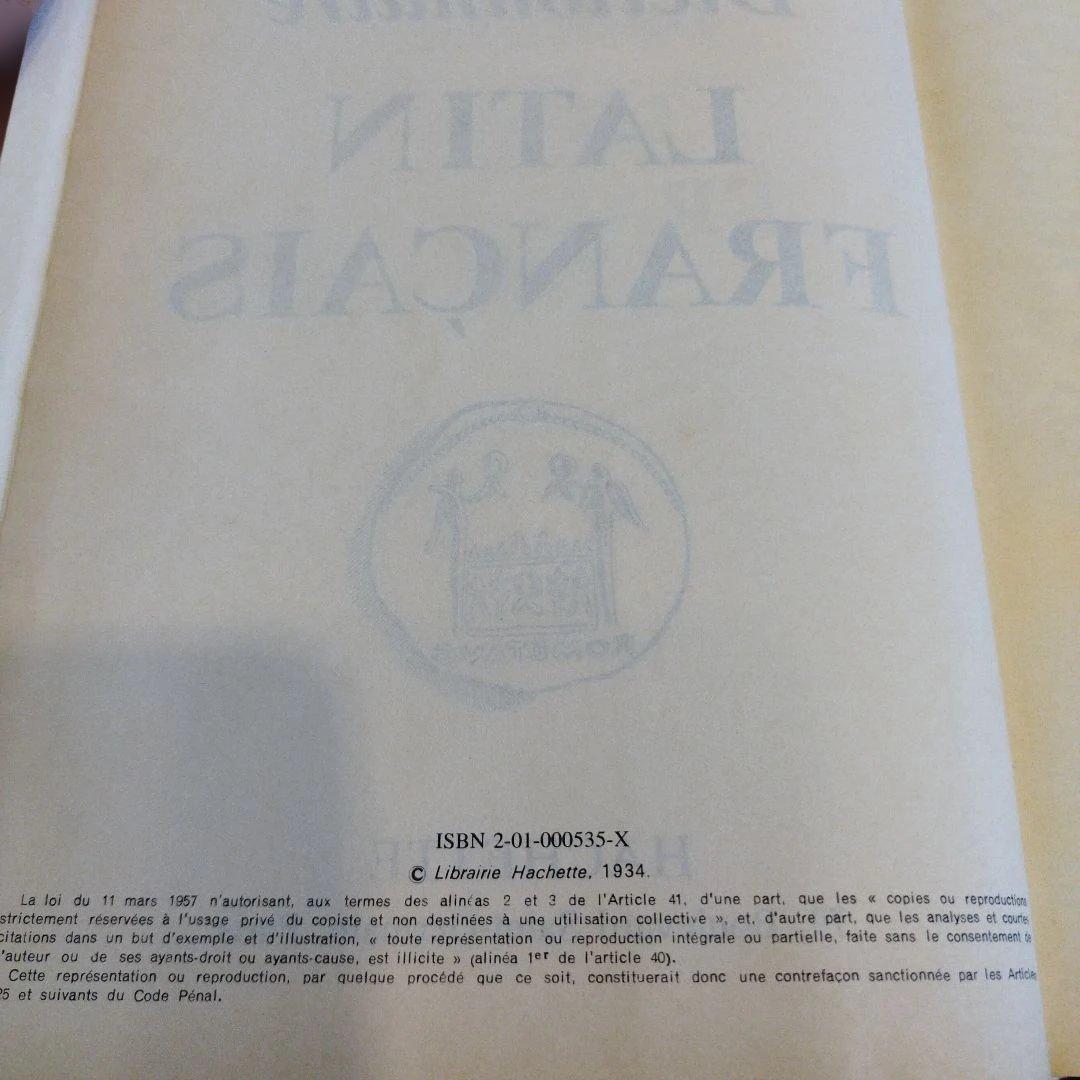 Dictionnaire
LATIN
FRANÇAIS
ISBN 2-01-000535-X
© Librairie Hachette, 1934.
La loi du 11 mars 1957 n'autorisant, aux termes des alinéas 2 et 3 de l'Article 41, d'une part, que les « copies ou reproductions
strictement réservées à l'usage privé du copiste et non destinées à une utilisation collective », et, d'autre part, que les analyses et courtes
citations dans un but d'exemple et d'illustration, « toute représentation ou reproduction intégrale ou partielle, faite sans le consentement de
l'auteur ou de ses ayants-droit ou ayants-cause, est illicite » (alinéa 1er de l'article 40).
Cette représentation ou reproduction, par quelque procédé que ce soit, constituerait donc une contrefaçon sanctionnée par les Articles
25 et suivants du Code Pénal.